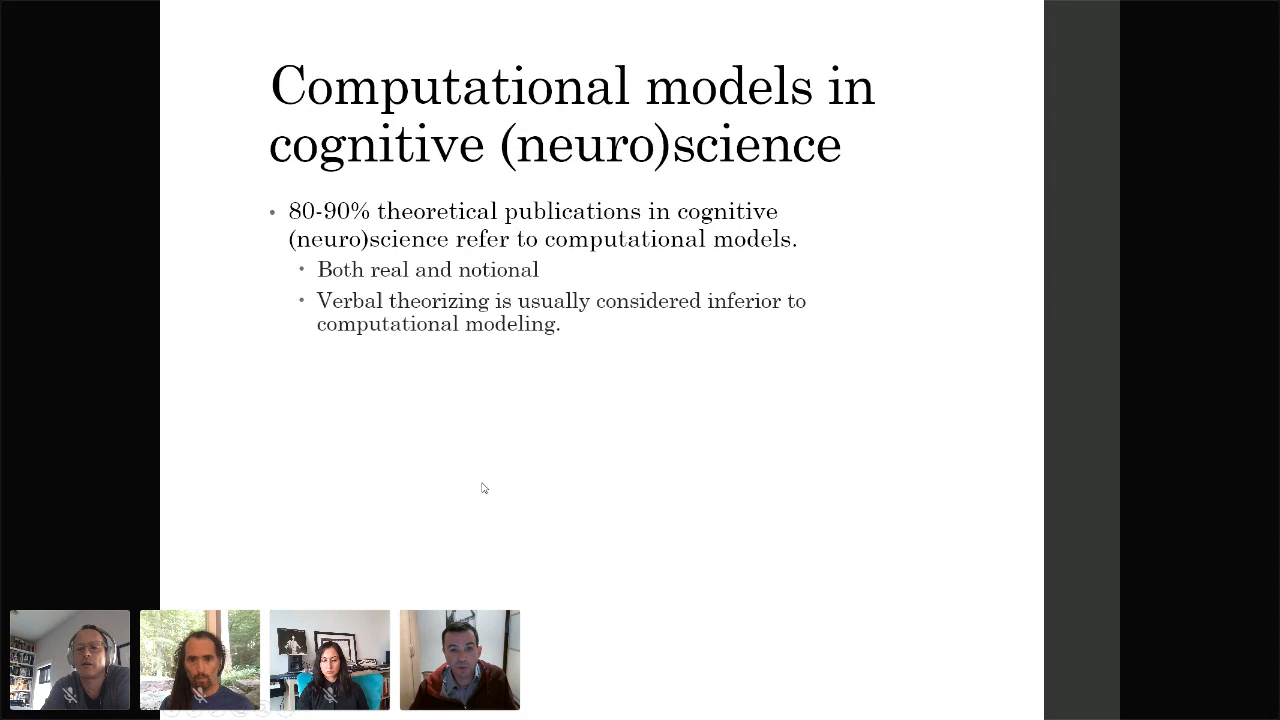 Computational models in
cognitive (neuro)science
• 80-90% theoretical publications in cognitive
(neuro)science refer to computational models.
• Both real and notional
• Verbal theorizing is usually considered inferior to
computational modeling.